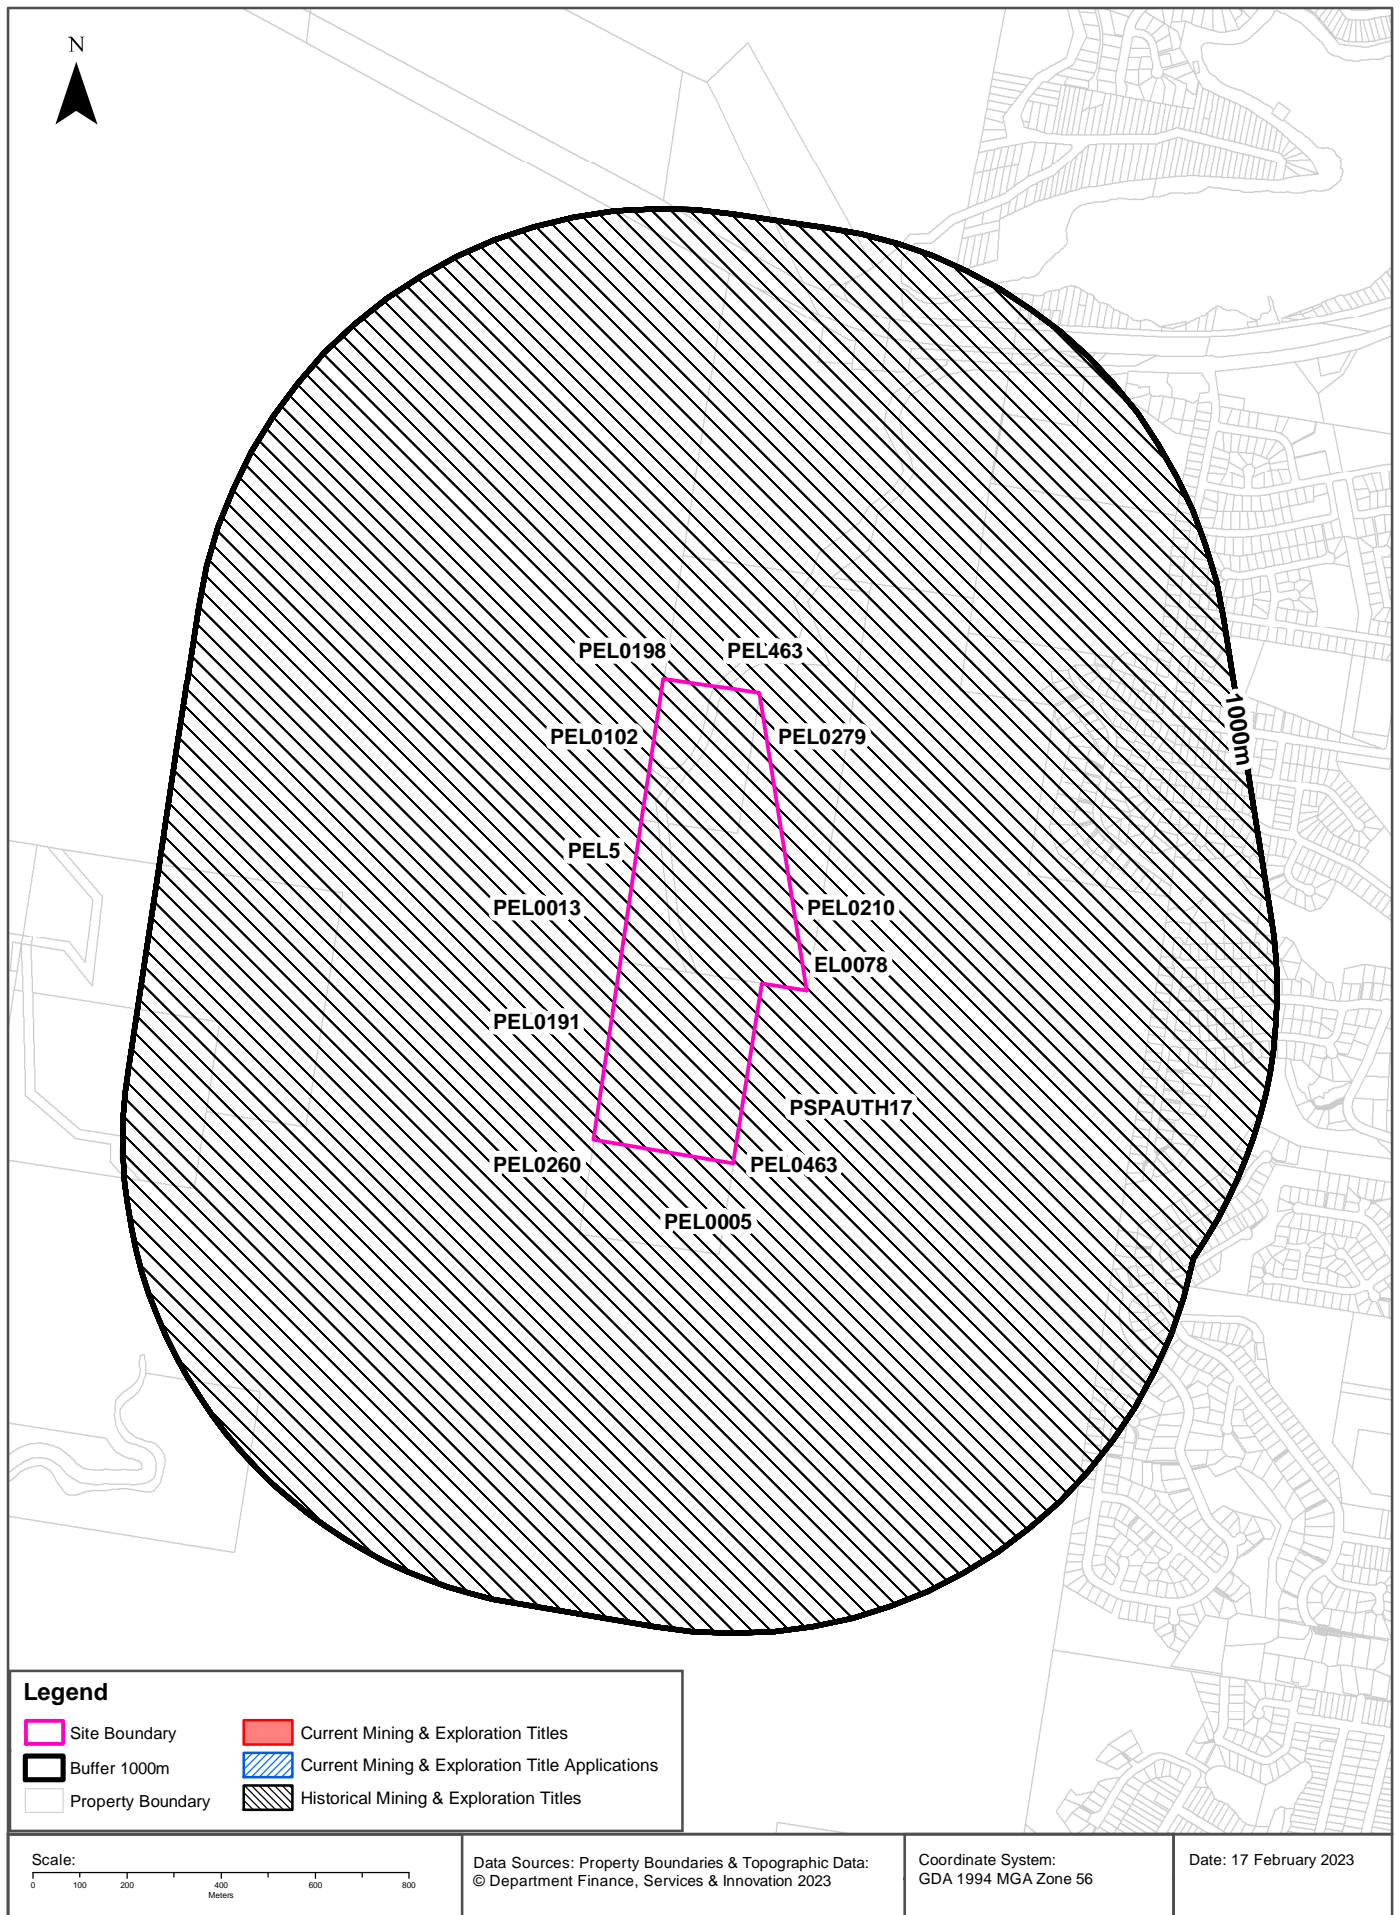 N
PEL0198
PEL463
PEL0102
PEL0279
1000m
PEL5
PEL0013
PEL0210
EL0078
PEL0191
PSPAUTH17
PEL0260
PEL0463
PEL0005
Legend
Site Boundary
Buffer 1000m
Property Boundary
Current Mining & Exploration Titles
Current Mining & Exploration Title Applications
Historical Mining & Exploration Titles
Scale:
0 100 200 400 600 800
Meters
Data Sources: Property Boundaries & Topographic Data:
© Department Finance, Services & Innovation 2023
Coordinate System:
GDA 1994 MGA Zone 56
Date: 17 February 2023